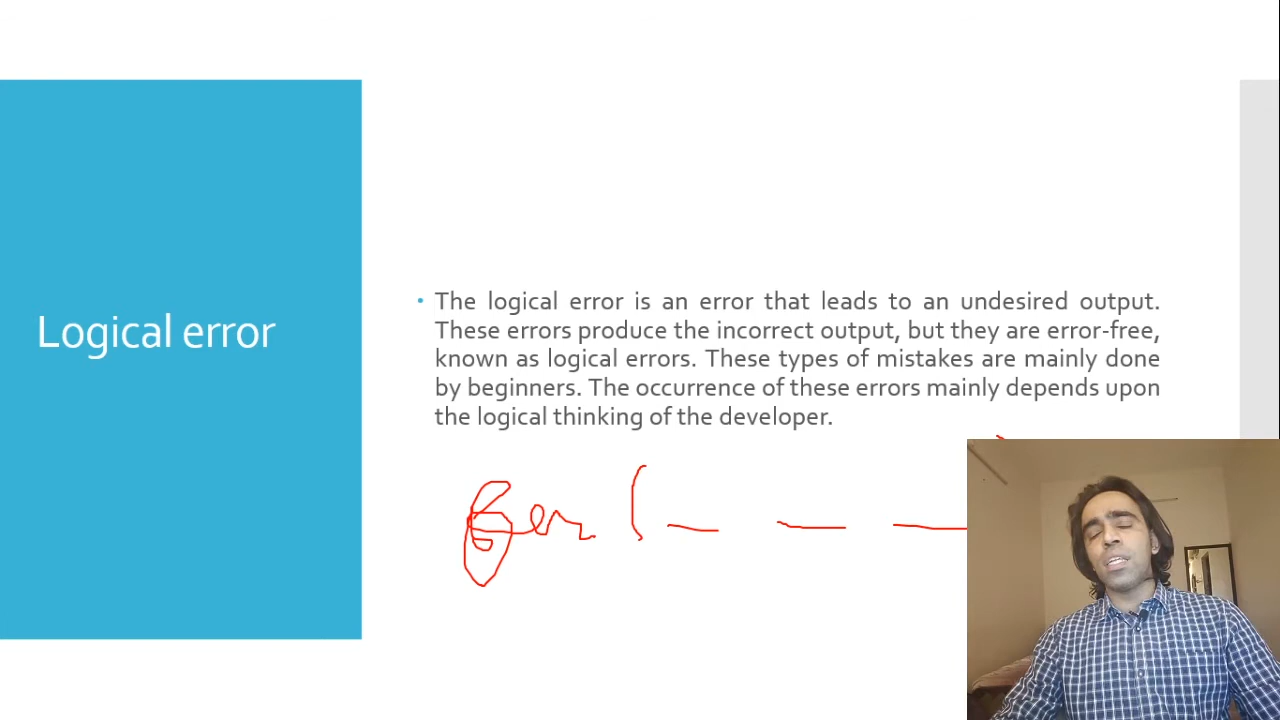 Logical error
• The logical error is an error that leads to an undesired output.
These errors produce the incorrect output, but they are error-free,
known as logical errors. These types of mistakes are mainly done
by beginners. The occurrence of these errors mainly depends upon
the logical thinking of the developer.